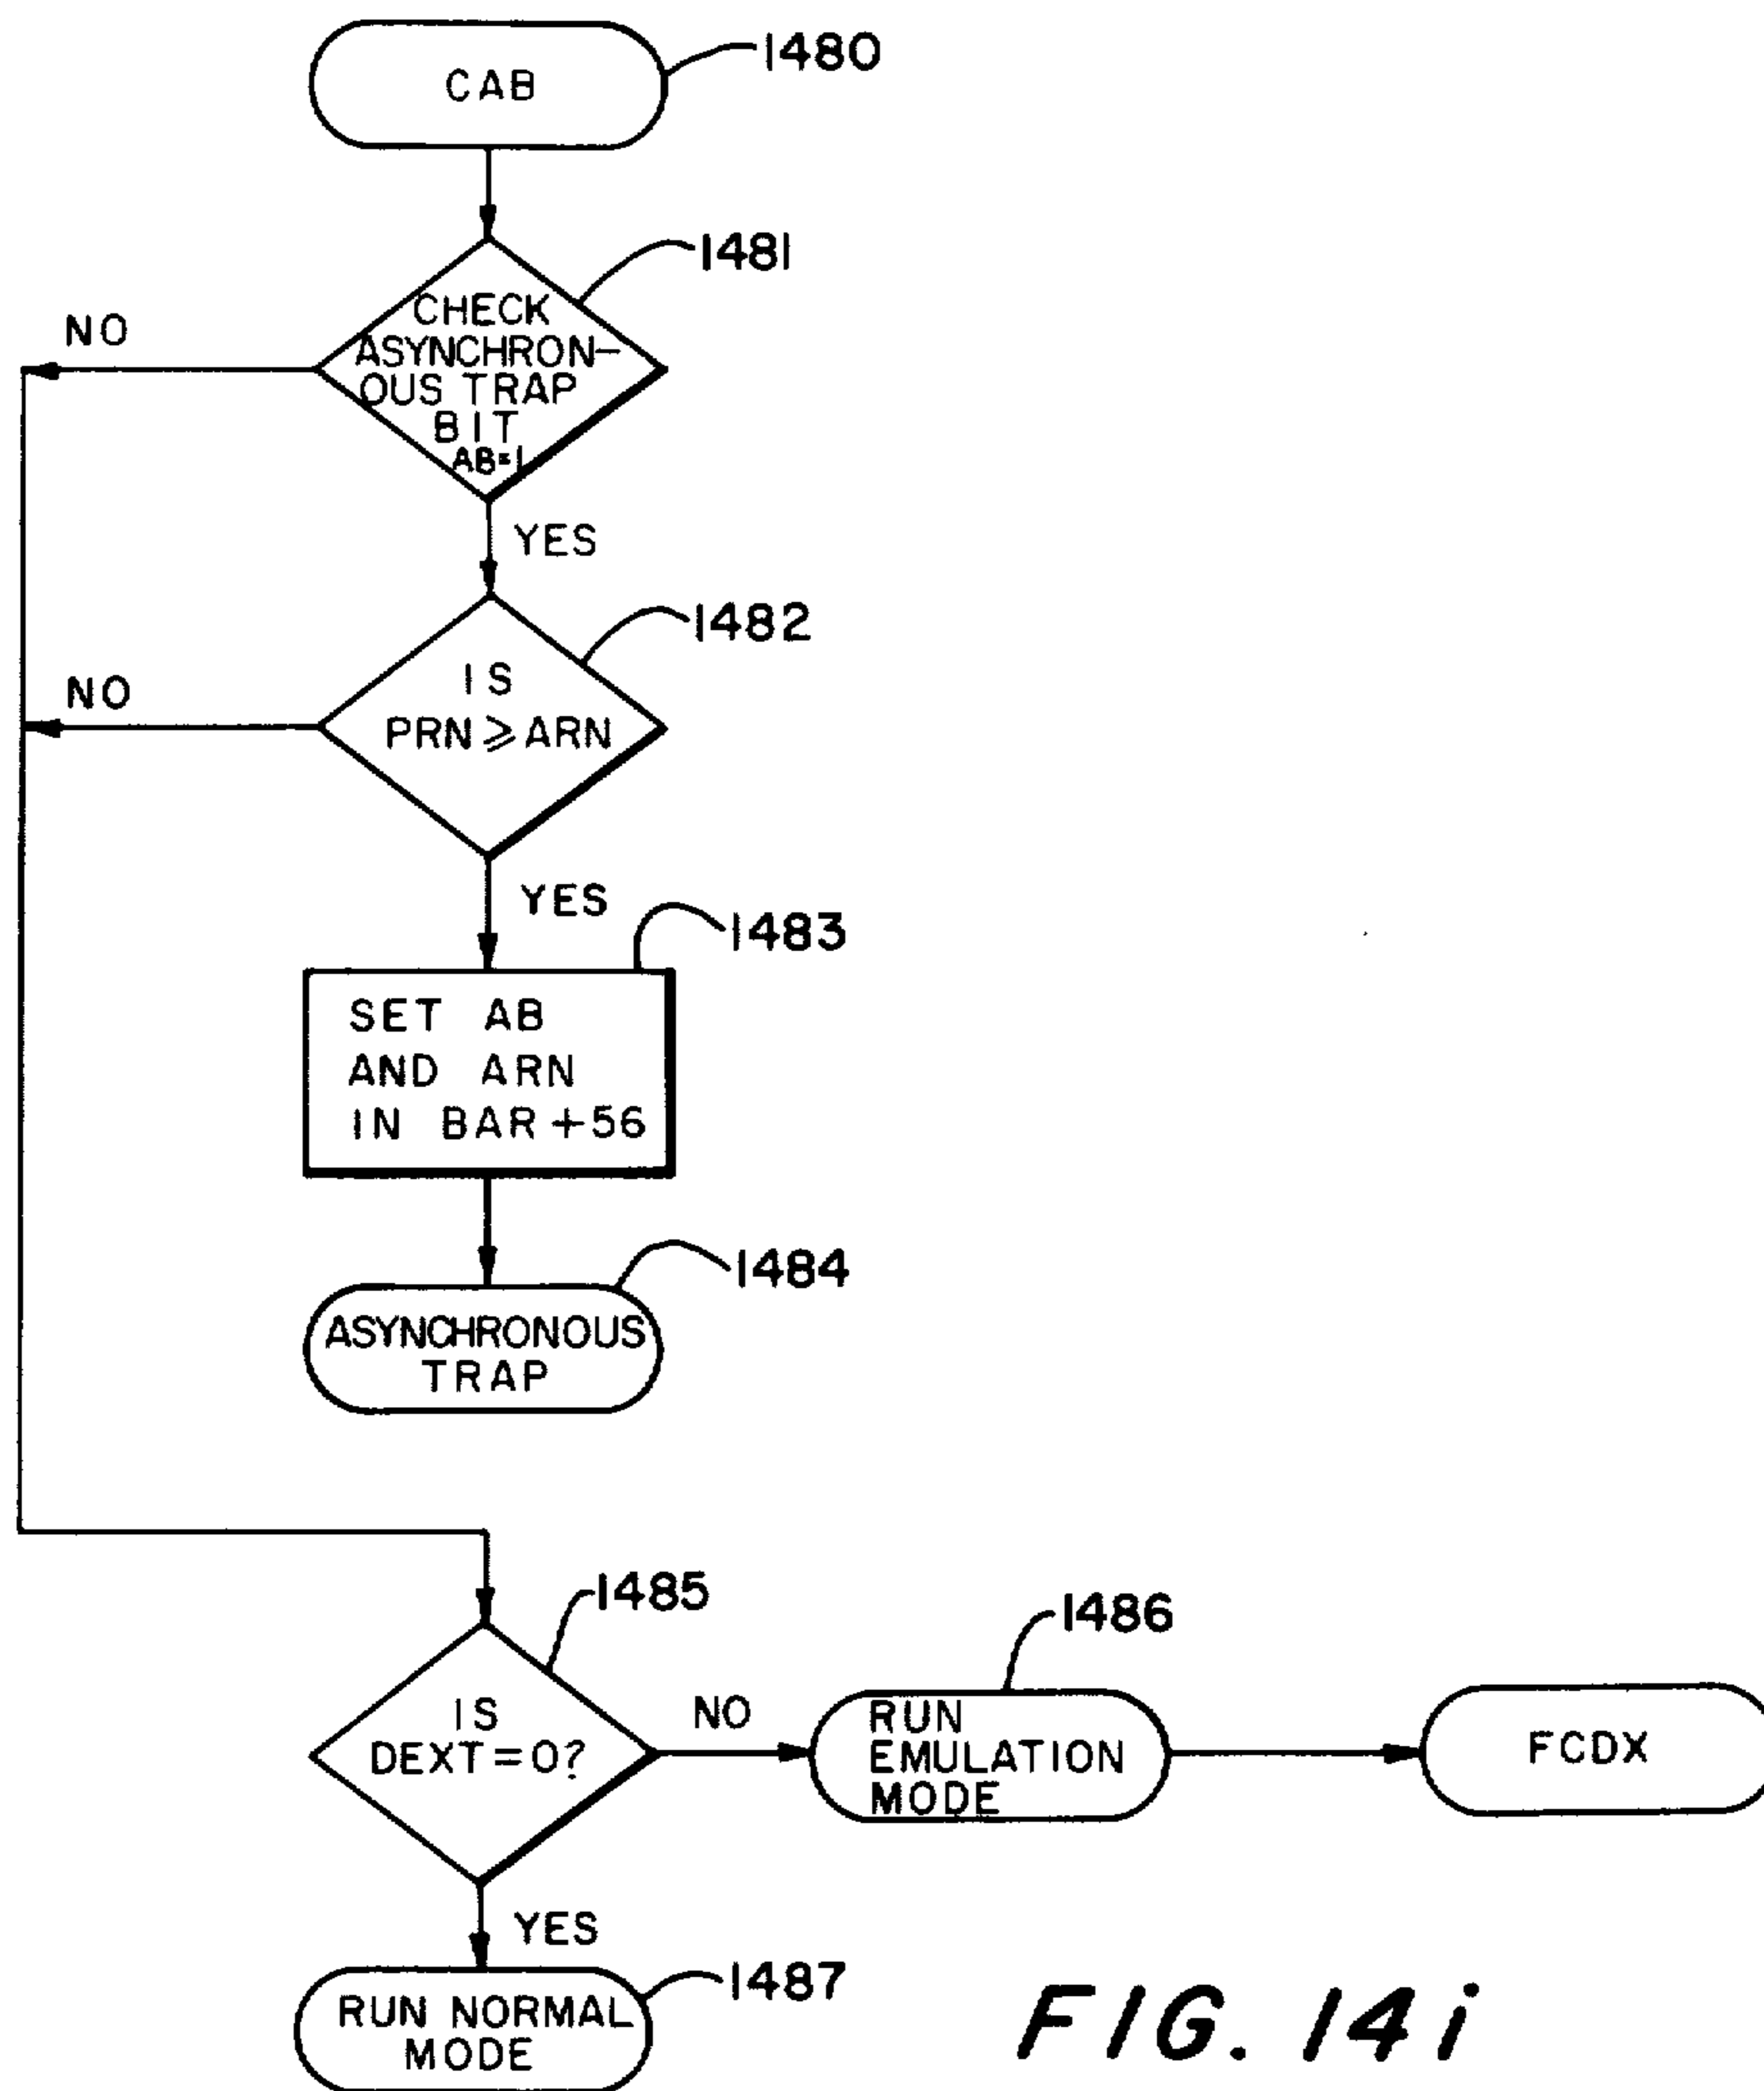 CAB
1480
CHECK
ASYNCHRON-
OUS TRAP
BIT
AB=1
1481
NO
YES
IS
PRN ⩾ ARN
1482
NO
YES
SET AB
AND ARN
IN BAR+56
1483
ASYNCHRONOUS
TRAP
1484
IS
DEXT=0?
1485
NO
RUN
EMULATION
MODE
1486
FCDX
YES
RUN NORMAL
MODE
1487
FIG. 14i